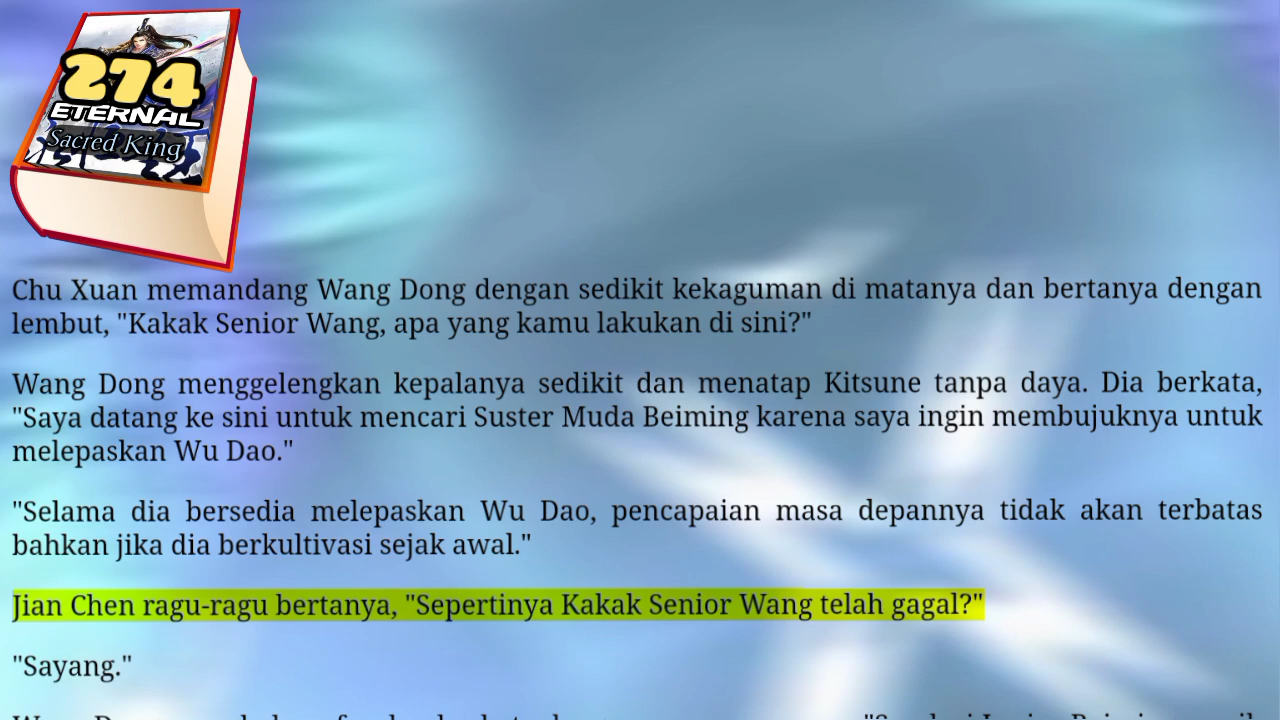 274
ETERNAL
Sacred King
Chu Xuan memandang Wang Dong dengan sedikit kekaguman di matanya dan bertanya dengan
lembut, "Kakak Senior Wang, apa yang kamu lakukan di sini?"
Wang Dong menggelengkan kepalanya sedikit dan menatap Kitsune tanpa daya. Dia berkata,
"Saya datang ke sini untuk mencari Suster Muda Beiming karena saya ingin membujuknya untuk
melepaskan Wu Dao."
"Selama dia bersedia melepaskan Wu Dao, pencapaian masa depannya tidak akan terbatas
bahkan jika dia berkultivasi sejak awal."
Jian Chen ragu-ragu bertanya, "Sepertinya Kakak Senior Wang telah gagal?"
"Sayang."